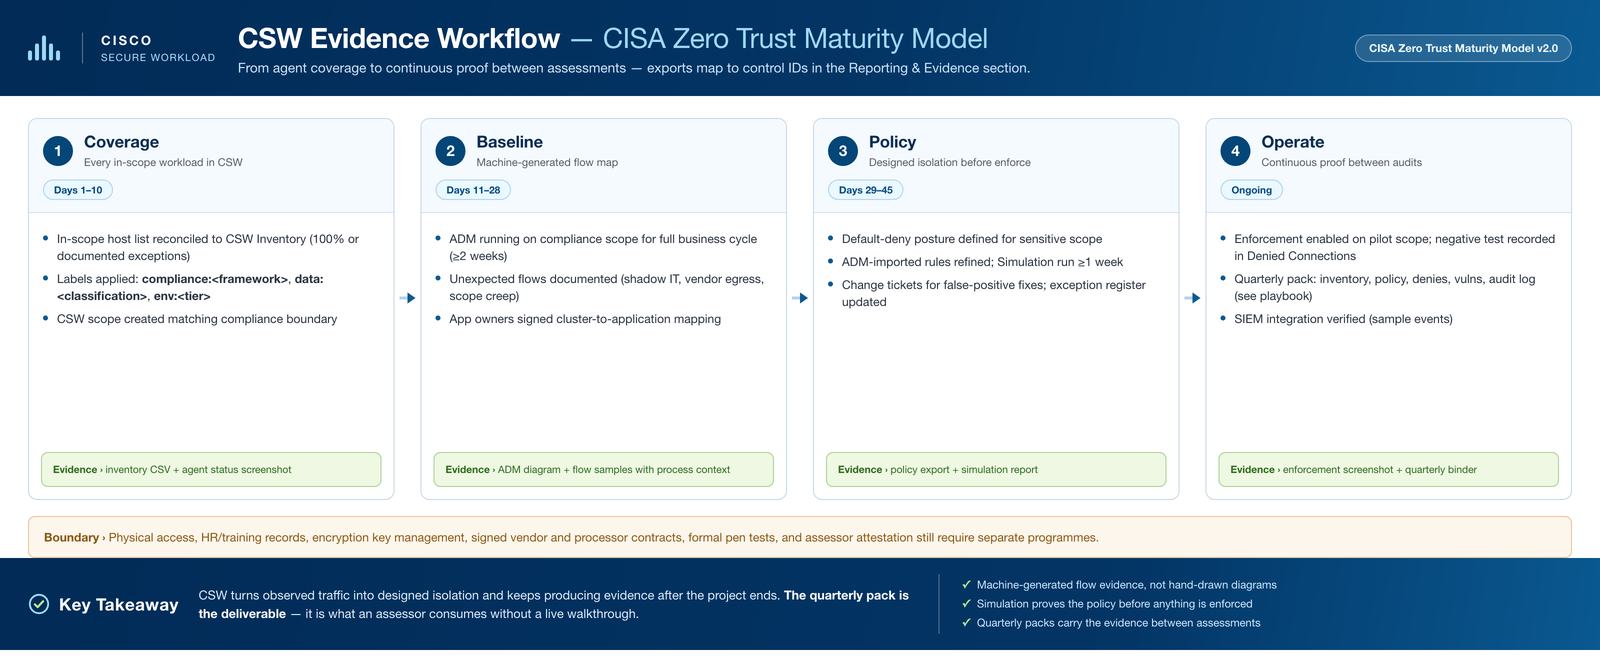 CISCO
SECURE WORKLOAD
CSW Evidence Workflow — CISA Zero Trust Maturity Model
From agent coverage to continuous proof between assessments — exports map to control IDs in the Reporting & Evidence section.
CISA Zero Trust Maturity Model v2.0
1
Coverage
Every in-scope workload in CSW
Days 1–10
• In-scope host list reconciled to CSW Inventory (100% or
documented exceptions)
• Labels applied: compliance:<framework>, data:
<classification>, env:<tier>
• CSW scope created matching compliance boundary
Evidence › inventory CSV + agent status screenshot
2
Baseline
Machine-generated flow map
Days 11–28
• ADM running on compliance scope for full business cycle
(≥2 weeks)
• Unexpected flows documented (shadow IT, vendor egress,
scope creep)
• App owners signed cluster-to-application mapping
Evidence › ADM diagram + flow samples with process context
3
Policy
Designed isolation before enforce
Days 29–45
• Default-deny posture defined for sensitive scope
• ADM-imported rules refined; Simulation run ≥1 week
• Change tickets for false-positive fixes; exception register
updated
Evidence › policy export + simulation report
4
Operate
Continuous proof between audits
Ongoing
• Enforcement enabled on pilot scope; negative test recorded
in Denied Connections
• Quarterly pack: inventory, policy, denies, vulns, audit log
(see playbook)
• SIEM integration verified (sample events)
Evidence › enforcement screenshot + quarterly binder
Boundary › Physical access, HR/training records, encryption key management, signed vendor and processor contracts, formal pen tests, and assessor attestation still require separate programmes.
Key Takeaway
CSW turns observed traffic into designed isolation and keeps producing evidence after the project ends. The quarterly pack is
the deliverable — it is what an assessor consumes without a live walkthrough.
✓ Machine-generated flow evidence, not hand-drawn diagrams
✓ Simulation proves the policy before anything is enforced
✓ Quarterly packs carry the evidence between assessments